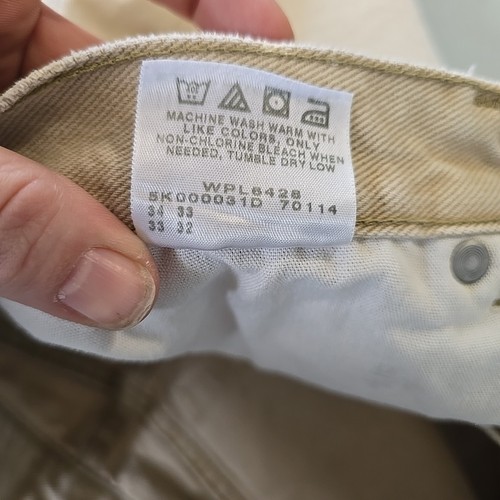 MACHINE WASH WARM WITH
LIKE COLORS, ONLY
NON-CHLORINE BLEACH WHEN
NEEDED, TUMBLE DRY LOW
WPL6428
5K000031D 70114
34 33
33 32